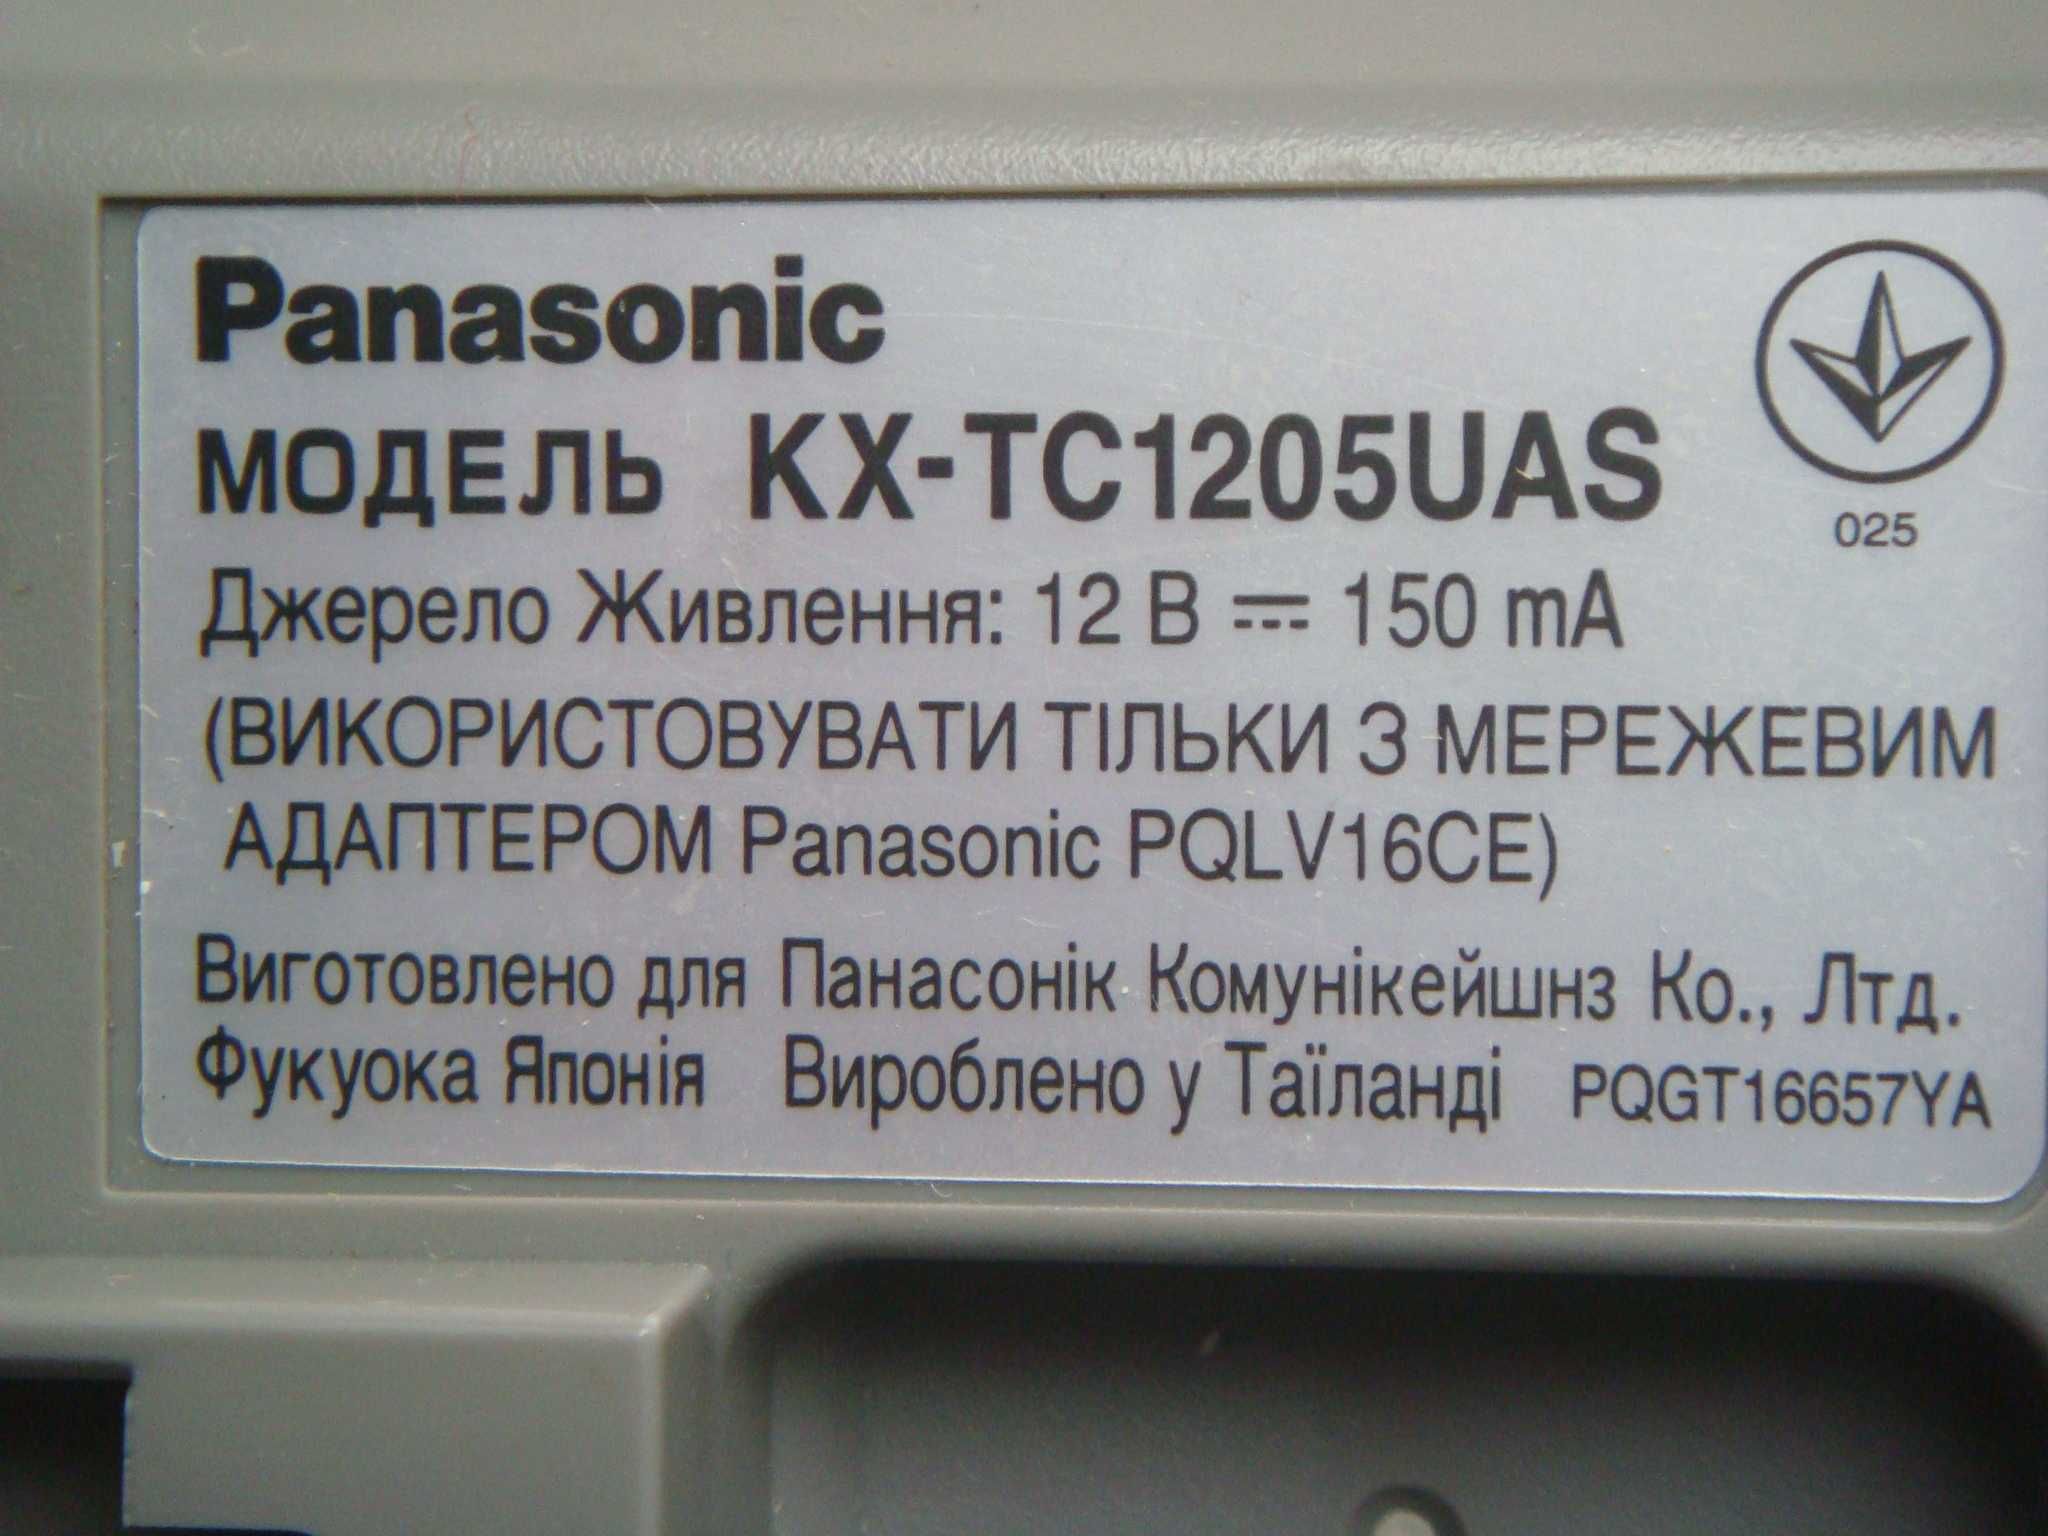 Panasonic
МОДЕЛЬ KX-TC1205UAS
025
Джерело Живлення: 12 В ⎓ 150 mA
(ВИКОРИСТОВУВАТИ ТІЛЬКИ З МЕРЕЖЕВИМ
АДАПТЕРОМ Panasonic PQLV16CE)
Виготовлено для Панасонік Комунікейшнз Ко., Лтд.
Фукуока Японія Вироблено у Таїланді PQGT16657YA